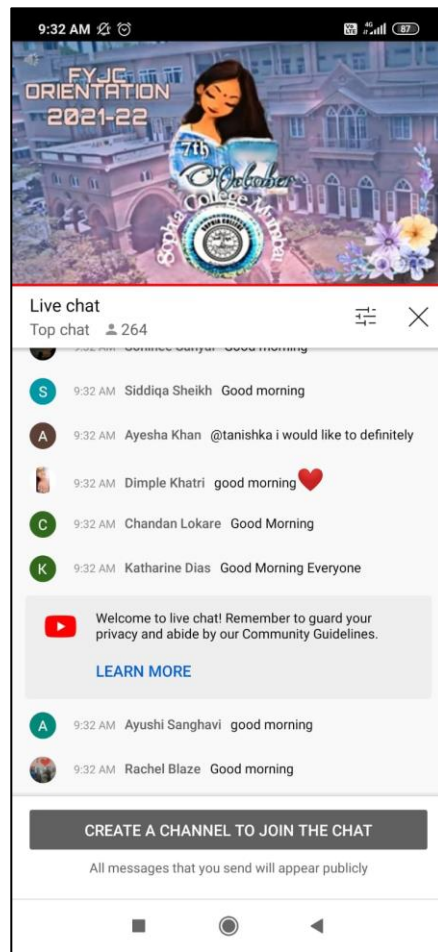 9:32 AM
4G
87
FYJC
ORIENTATION
2021-22
7th
October
Sophia College Mumbai
Live chat
Top chat 264
Good morning
S 9:32 AM Siddiqa Sheikh Good morning
A 9:32 AM Ayesha Khan @tanishka i would like to definitely
9:32 AM Dimple Khatri good morning❤️
C 9:32 AM Chandan Lokare Good Morning
K 9:32 AM Katharine Dias Good Morning Everyone
Welcome to live chat! Remember to guard your
privacy and abide by our Community Guidelines.
LEARN MORE
A 9:32 AM Ayushi Sanghavi good morning
9:32 AM Rachel Blaze Good morning
CREATE A CHANNEL TO JOIN THE CHAT
All messages that you send will appear publicly